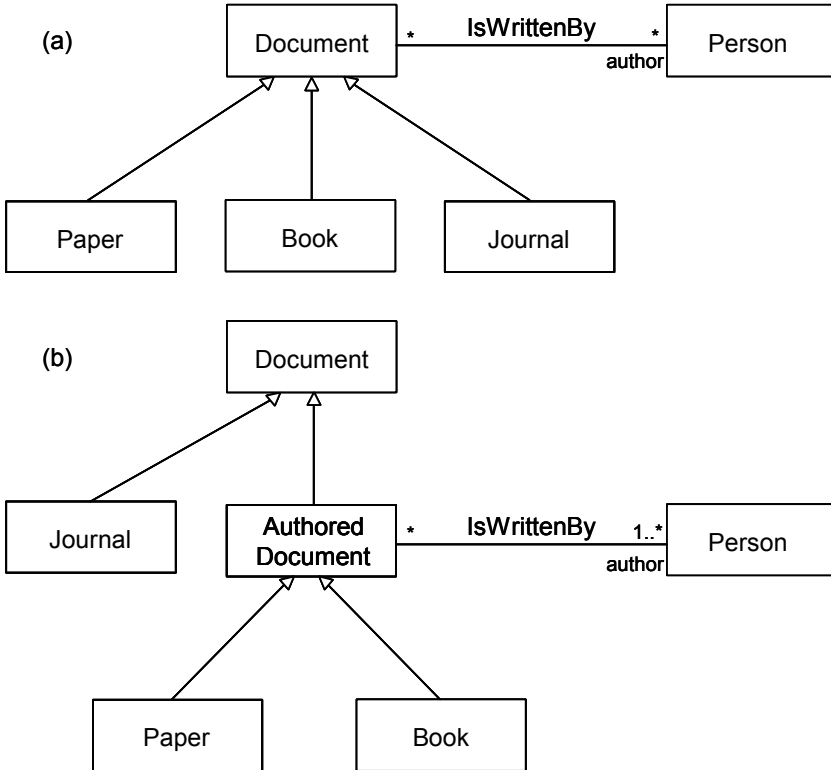 (a)
Document
* IsWrittenBy *
author
Person
Paper
Book
Journal
(b)
Document
Journal
Authored
Document
* IsWrittenBy 1..*
author
Person
Paper
Book